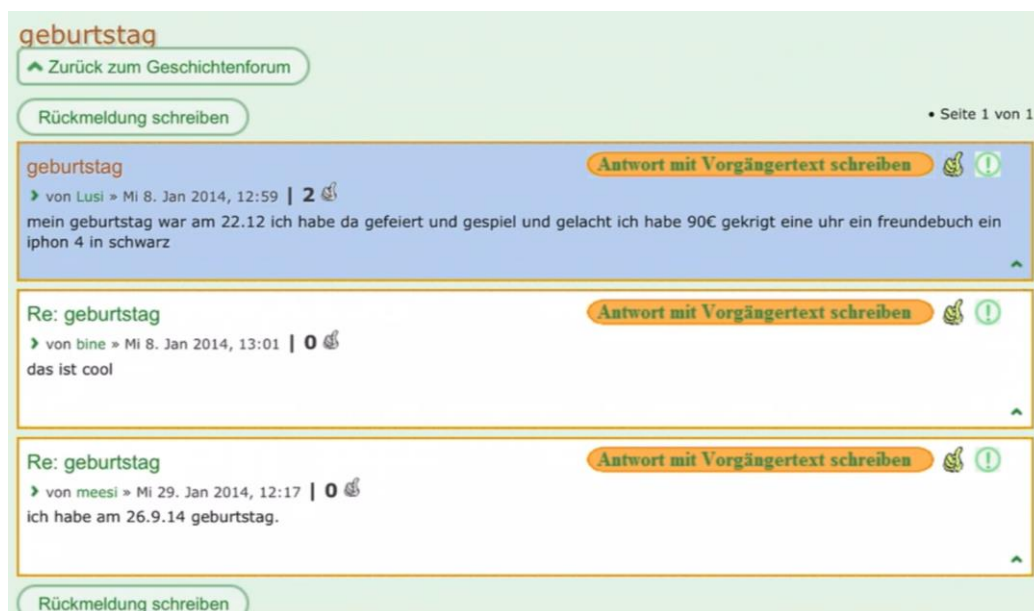 geburtstag
Zurück zum Geschichtenforum
Rückmeldung schreiben
• Seite 1 von 1
geburtstag
Antwort mit Vorgängertext schreiben
von Lusi » Mi 8. Jan 2014, 12:59 | 2
mein geburtstag war am 22.12 ich habe da gefeiert und gespiel und gelacht ich habe 90€ gekrigt eine uhr ein freundebuch ein
iphon 4 in schwarz
Re: geburtstag
Antwort mit Vorgängertext schreiben
von bine » Mi 8. Jan 2014, 13:01 | 0
das ist cool
Re: geburtstag
Antwort mit Vorgängertext schreiben
von meesi » Mi 29. Jan 2014, 12:17 | 0
ich habe am 26.9.14 geburtstag.
Rückmeldung schreiben